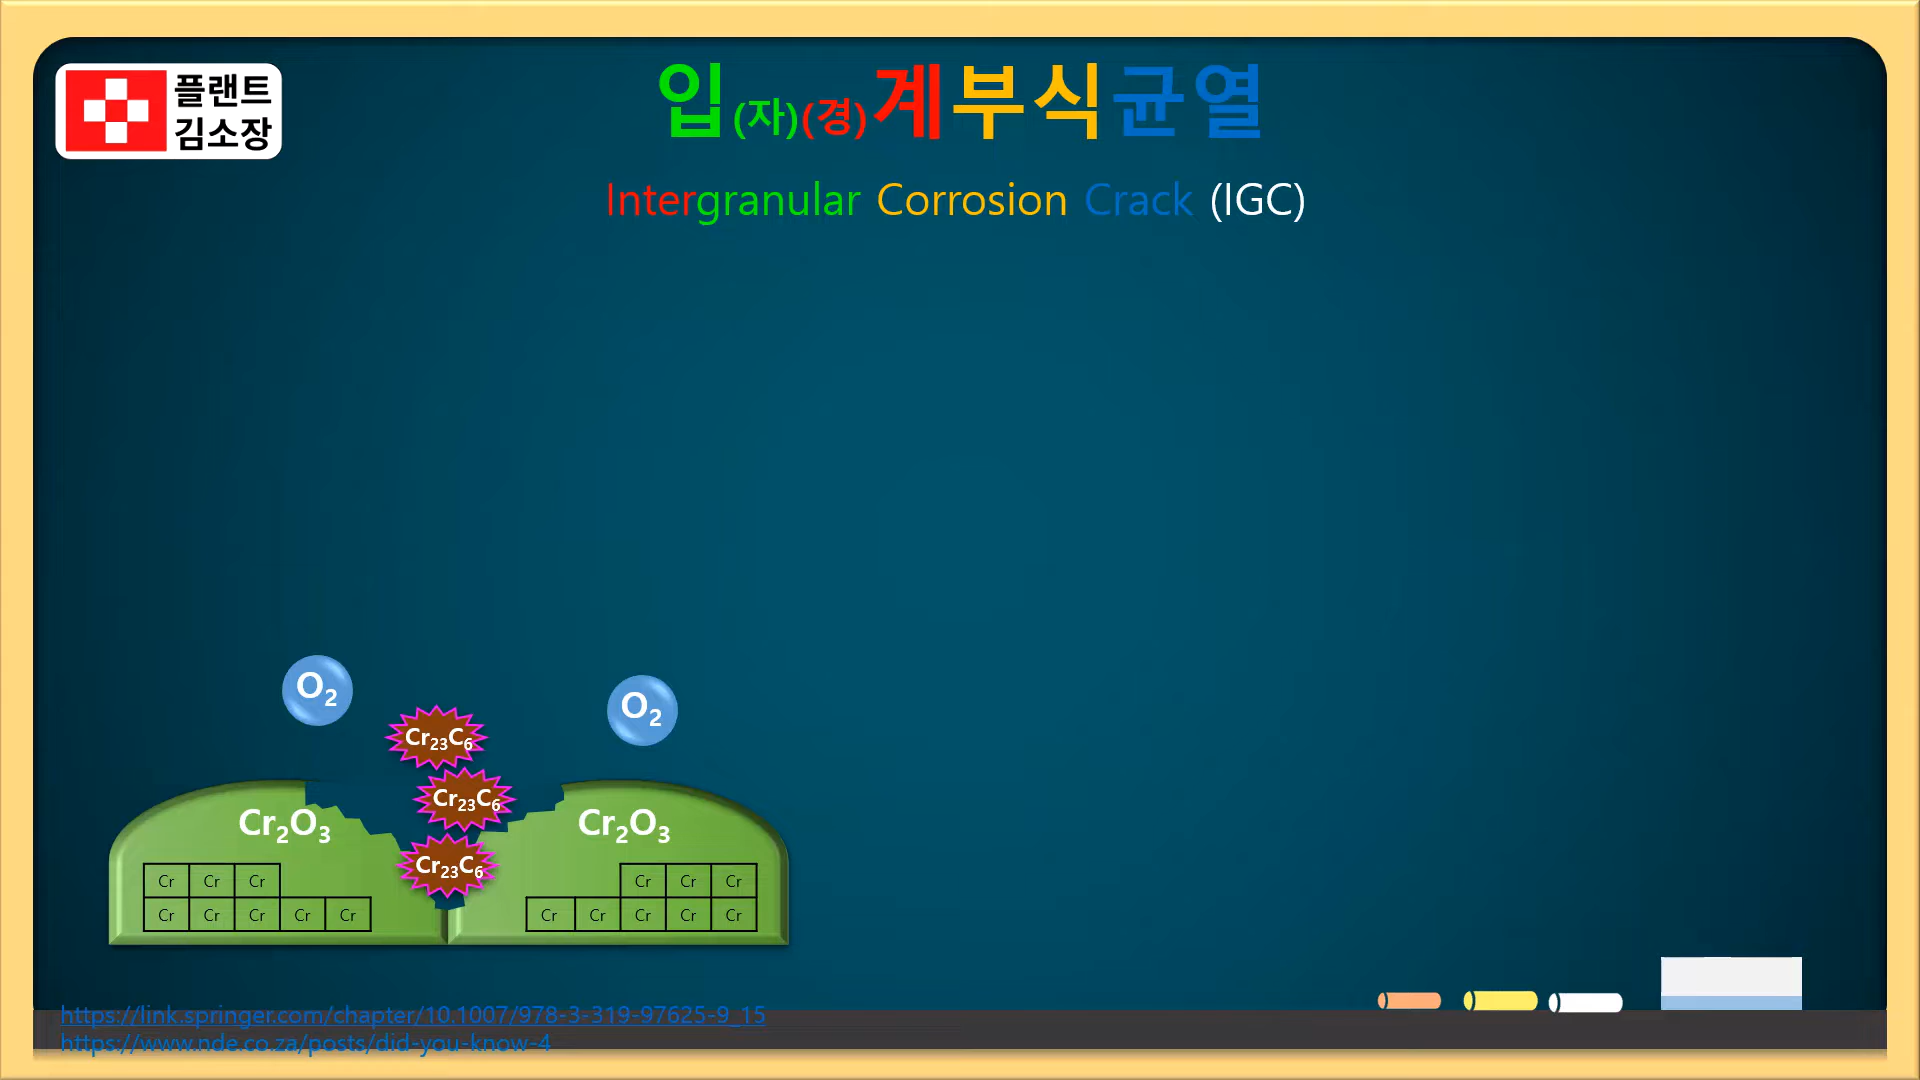 플랜트
김소장
입(자)(경)계부식균열
Intergranular Corrosion Crack (IGC)
O₂
O₂
Cr₂₃C₆
Cr₂₃C₆
Cr₂O₃
Cr₂O₃
Cr₂₃C₆
Cr Cr Cr
Cr Cr Cr
Cr Cr Cr Cr Cr
Cr Cr Cr Cr Cr
https://link.springer.com/chapter/10.1007/978-3-319-97625-9_15
https://www.nde.co.za/posts/did-you-know-4